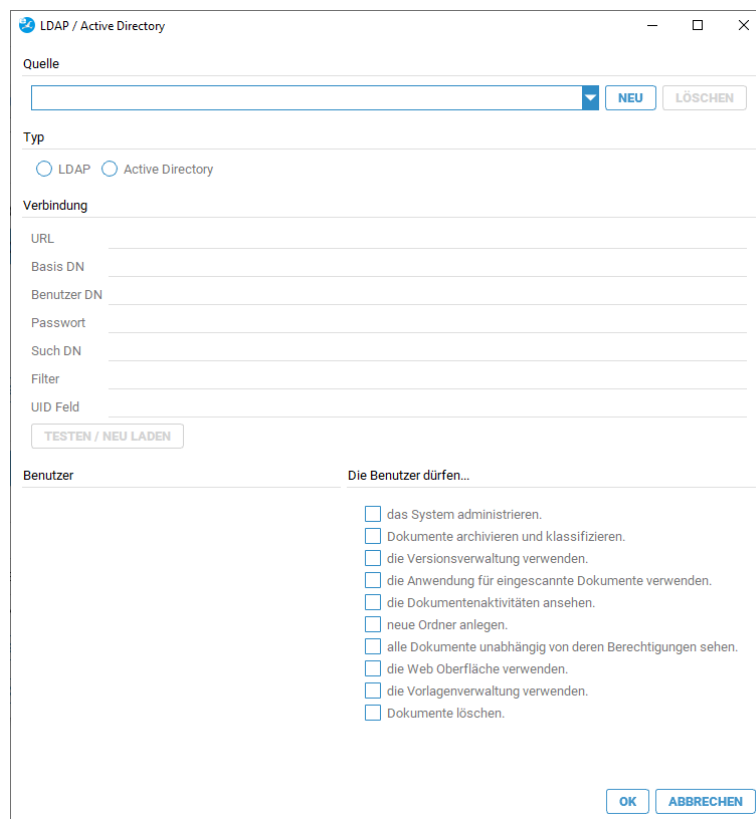 LDAP / Active Directory
Quelle
NEU LÖSCHEN
Typ
LDAP Active Directory
Verbindung
URL
Basis DN
Benutzer DN
Passwort
Such DN
Filter
UID Feld
TESTEN / NEU LADEN
Benutzer Die Benutzer dürfen...
das System administrieren.
Dokumente archivieren und klassifizieren.
die Versionsverwaltung verwenden.
die Anwendung für eingescannte Dokumente verwenden.
die Dokumentenaktivitäten ansehen.
neue Ordner anlegen.
alle Dokumente unabhängig von deren Berechtigungen sehen.
die Web Oberfläche verwenden.
die Vorlagenverwaltung verwenden.
Dokumente löschen.
OK ABBRECHEN